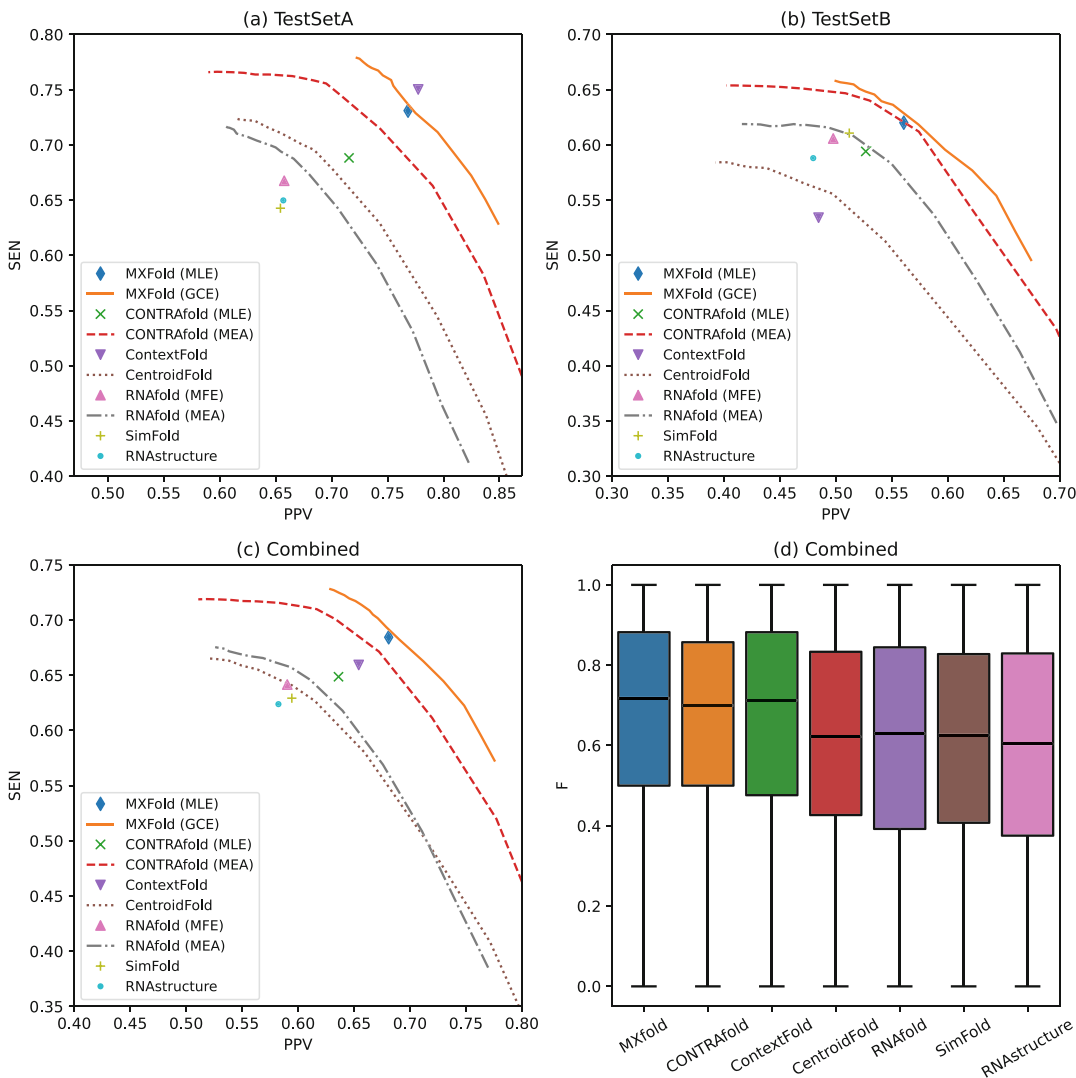 (a) TestSetA
0.80
0.75
0.70
0.65
0.60
0.55
0.50
0.45
0.40
SEN
MXFold (MLE)
MXFold (GCE)
CONTRAfold (MLE)
CONTRAfold (MEA)
ContextFold
CentroidFold
RNAfold (MFE)
RNAfold (MEA)
SimFold
RNAstructure
0.50 0.55 0.60 0.65 0.70 0.75 0.80 0.85
PPV
(b) TestSetB
0.70
0.65
0.60
0.55
0.50
0.45
0.40
0.35
0.30
SEN
MXFold (MLE)
MXFold (GCE)
CONTRAfold (MLE)
CONTRAfold (MEA)
ContextFold
CentroidFold
RNAfold (MFE)
RNAfold (MEA)
SimFold
RNAstructure
0.30 0.35 0.40 0.45 0.50 0.55 0.60 0.65 0.70
PPV
(c) Combined
0.75
0.70
0.65
0.60
0.55
0.50
0.45
0.40
0.35
SEN
MXFold (MLE)
MXFold (GCE)
CONTRAfold (MLE)
CONTRAfold (MEA)
ContextFold
CentroidFold
RNAfold (MFE)
RNAfold (MEA)
SimFold
RNAstructure
0.40 0.45 0.50 0.55 0.60 0.65 0.70 0.75 0.80
PPV
(d) Combined
1.0
0.8
0.6
0.4
0.2
0.0
F
MXfold
CONTRAfold
ContextFold
CentroidFold
RNAfold
SimFold
RNAstructure